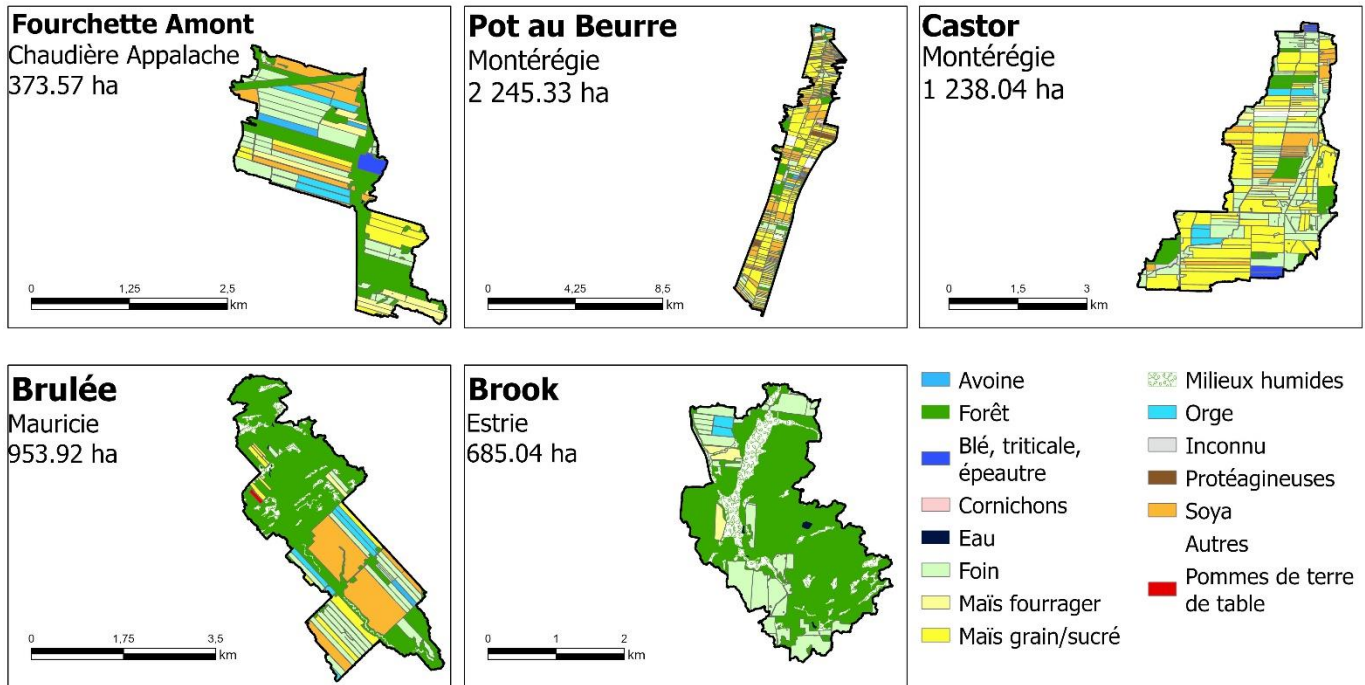 Fourchette Amont
Chaudière Appalache
373.57 ha
0 1,25 2,5
km
Pot au Beurre
Montérégie
2 245.33 ha
0 4,25 8,5
km
Castor
Montérégie
1 238.04 ha
0 1,5 3
km
Brulée
Mauricie
953.92 ha
0 1,75 3,5
km
Brook
Estrie
685.04 ha
0 1 2
km
Avoine
Forêt
Blé, triticale,
épeautre
Cornichons
Eau
Foin
Maïs fourrager
Maïs grain/sucré
Milieux humides
Orge
Inconnu
Protéagineuses
Soya
Autres
Pommes de terre
de table